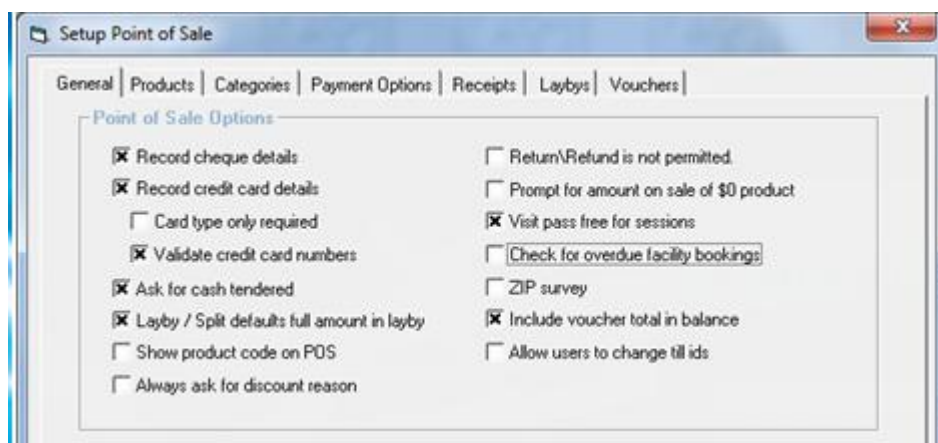 Setup Point of Sale
General Products Categories Payment Options Receipts Laybys Vouchers
Point of Sale Options
Record cheque details
Record credit card details
Card type only required
Validate credit card numbers
Ask for cash tendered
Layby / Split defaults full amount in layby
Show product code on POS
Always ask for discount reason
Return\Refund is not permitted.
Prompt for amount on sale of $0 product
Visit pass free for sessions
Check for overdue facility bookings
ZIP survey
Include voucher total in balance
Allow users to change till ids